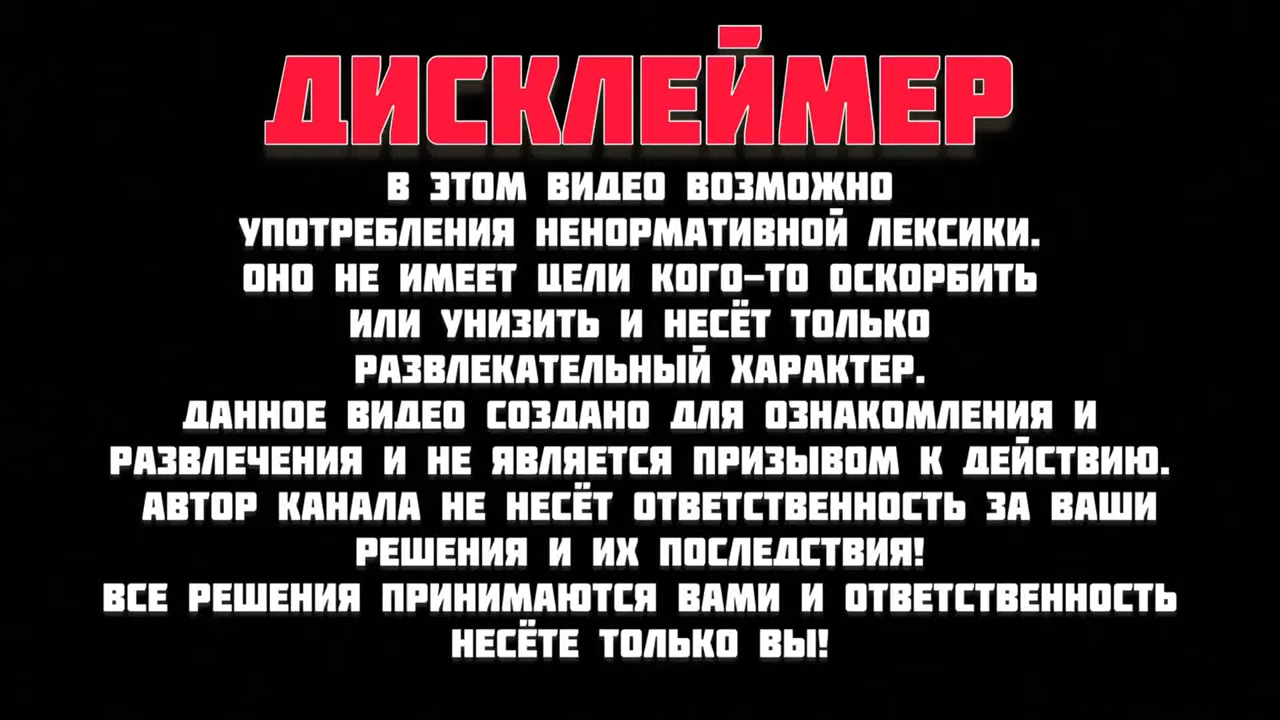 ДИСКЛЕЙМЕР
В ЭТОМ ВИДЕО ВОЗМОЖНО
УПОТРЕБЛЕНИЯ НЕНОРМАТИВНОЙ ЛЕКСИКИ.
ОНО НЕ ИМЕЕТ ЦЕЛИ КОГО-ТО ОСКОРБИТЬ
ИЛИ УНИЗИТЬ И НЕСЁТ ТОЛЬКО
РАЗВЛЕКАТЕЛЬНЫЙ ХАРАКТЕР.
ДАННОЕ ВИДЕО СОЗДАНО ДЛЯ ОЗНАКОМЛЕНИЯ И
РАЗВЛЕЧЕНИЯ И НЕ ЯВЛЯЕТСЯ ПРИЗЫВОМ К ДЕЙСТВИЮ.
АВТОР КАНАЛА НЕ НЕСЁТ ОТВЕТСТВЕННОСТЬ ЗА ВАШИ
РЕШЕНИЯ И ИХ ПОСЛЕДСТВИЯ!
ВСЕ РЕШЕНИЯ ПРИНИМАЮТСЯ ВАМИ И ОТВЕТСТВЕННОСТЬ
НЕСЁТЕ ТОЛЬКО ВЫ!